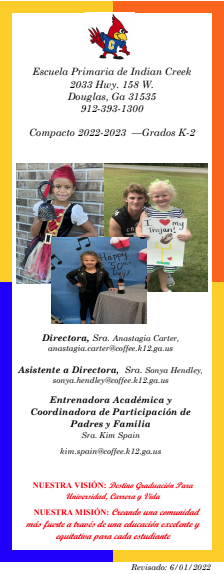 Escuela Primaria de Indian Creek
2033 Hwy. 158 W.
Douglas, Ga 31535
912-393-1300
Compacto 2022-2023 —Grados K-2
I ♥ my
Trojan!
Happy
50th
Day!
Directora, Sra. Anastagia Carter,
anastagia.carter@coffee.k12.ga.us
Asistente a Directora, Sra. Sonya Hendley,
sonya.hendley@coffee.k12.ga.us
Entrenadora Académica y
Coordinadora de Participación de
Padres y Familia
Sra. Kim Spain
kim.spain@coffee.k12.ga.us
NUESTRA VISIÓN: Destino Graduación Para
Universidad, Carrera y Vida
NUESTRA MISIÓN: Creando una comunidad
más fuerte a través de una educación excelente y
equitativa para cada estudiante
Revisado: 6/01/2022